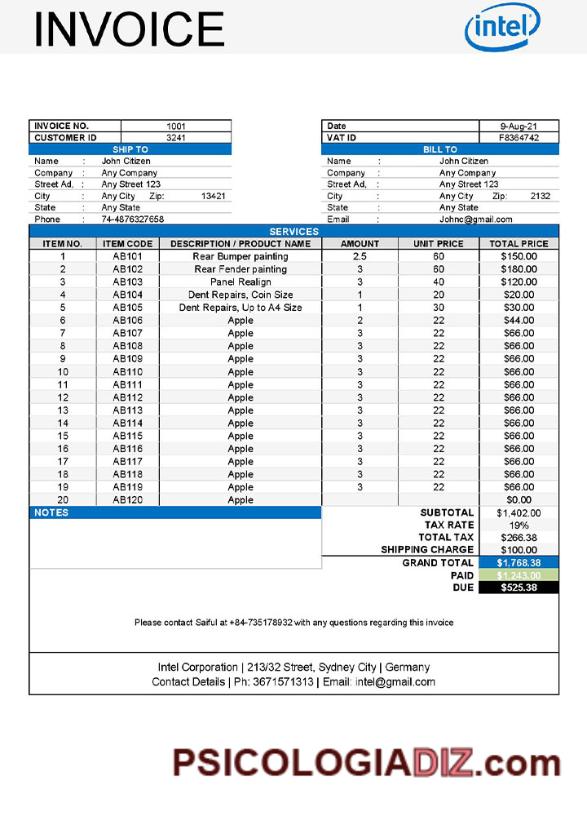 INVOICE
intel
INVOICE NO. 1001
CUSTOMER ID 3241
Date 9-Aug-21
VAT ID F8364742
SHIP TO
Name : John Citizen
Company : Any Company
Street Ad. : Any Street 123
City : Any City Zip: 13421
State : Any State
Phone : 74-4876327658
BILL TO
Name : John Citizen
Company : Any Company
Street Ad, : Any Street 123
City : Any City Zip: 2132
State : Any State
Email : Johnc@gmail.com
SERVICES
ITEM NO. ITEM CODE DESCRIPTION / PRODUCT NAME AMOUNT UNIT PRICE TOTAL PRICE
1 AB101 Rear Bumper painting 2.5 60 $150.00
2 AB102 Rear Fender painting 3 60 $180.00
3 AB103 Panel Realign 3 40 $120.00
4 AB104 Dent Repairs, Coin Size 1 20 $20.00
5 AB105 Dent Repairs, Up to A4 Size 1 30 $30.00
6 AB106 Apple 2 22 $44.00
7 AB107 Apple 3 22 $66.00
8 AB108 Apple 3 22 $66.00
9 AB109 Apple 3 22 $66.00
10 AB110 Apple 3 22 $66.00
11 AB111 Apple 3 22 $66.00
12 AB112 Apple 3 22 $66.00
13 AB113 Apple 3 22 $66.00
14 AB114 Apple 3 22 $66.00
15 AB115 Apple 3 22 $66.00
16 AB116 Apple 3 22 $66.00
17 AB117 Apple 3 22 $66.00
18 AB118 Apple 3 22 $66.00
19 AB119 Apple 3 22 $66.00
20 AB120 Apple $0.00
NOTES
SUBTOTAL $1,402.00
TAX RATE 19%
TOTAL TAX $266.38
SHIPPING CHARGE $100.00
GRAND TOTAL $1,768.38
PAID $1,243.00
DUE $525.38
Please contact Saiful at +84-735178932 with any questions regarding this invoice
Intel Corporation | 213/32 Street, Sydney City | Germany
Contact Details | Ph: 3671571313 | Email: intel@gmail.com
PSICOLOGIADIZ.com